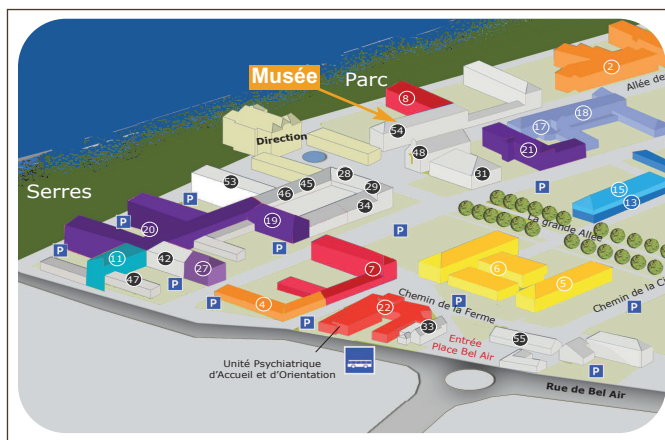 2
Musée
Parc
Allée des
8
18
54
17
Direction
48
21
28
31
53
45
29
15
Serres
46
34
13
20
19
La grande Allée
11
42
27
7
6
47
5
4
Chemin de la Ferme
Chemin de la C
22
33
Entrée
Place Bel Air
55
Unité Psychiatrique
d'Accueil et d'Orientation
Rue de Bel Air
P
P
P
P
P
P
P
P
P
P
P